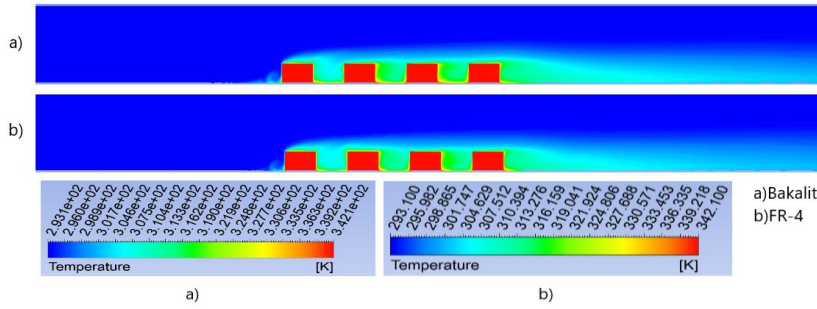 a)
b)
2.931e+02
2.960e+02
2.989e+02
3.017e+02
3.046e+02
3.075e+02
3.104e+02
3.133e+02
3.162e+02
3.190e+02
3.219e+02
3.248e+02
3.277e+02
3.306e+02
3.335e+02
3.363e+02
3.392e+02
3.421e+02
Temperature [K]
a)
293.100
295.982
298.865
301.747
304.629
307.512
310.394
313.276
316.159
319.041
321.924
324.806
327.688
330.571
333.453
336.335
339.218
342.100
Temperature [K]
b)
a)Bakalit
b)FR-4